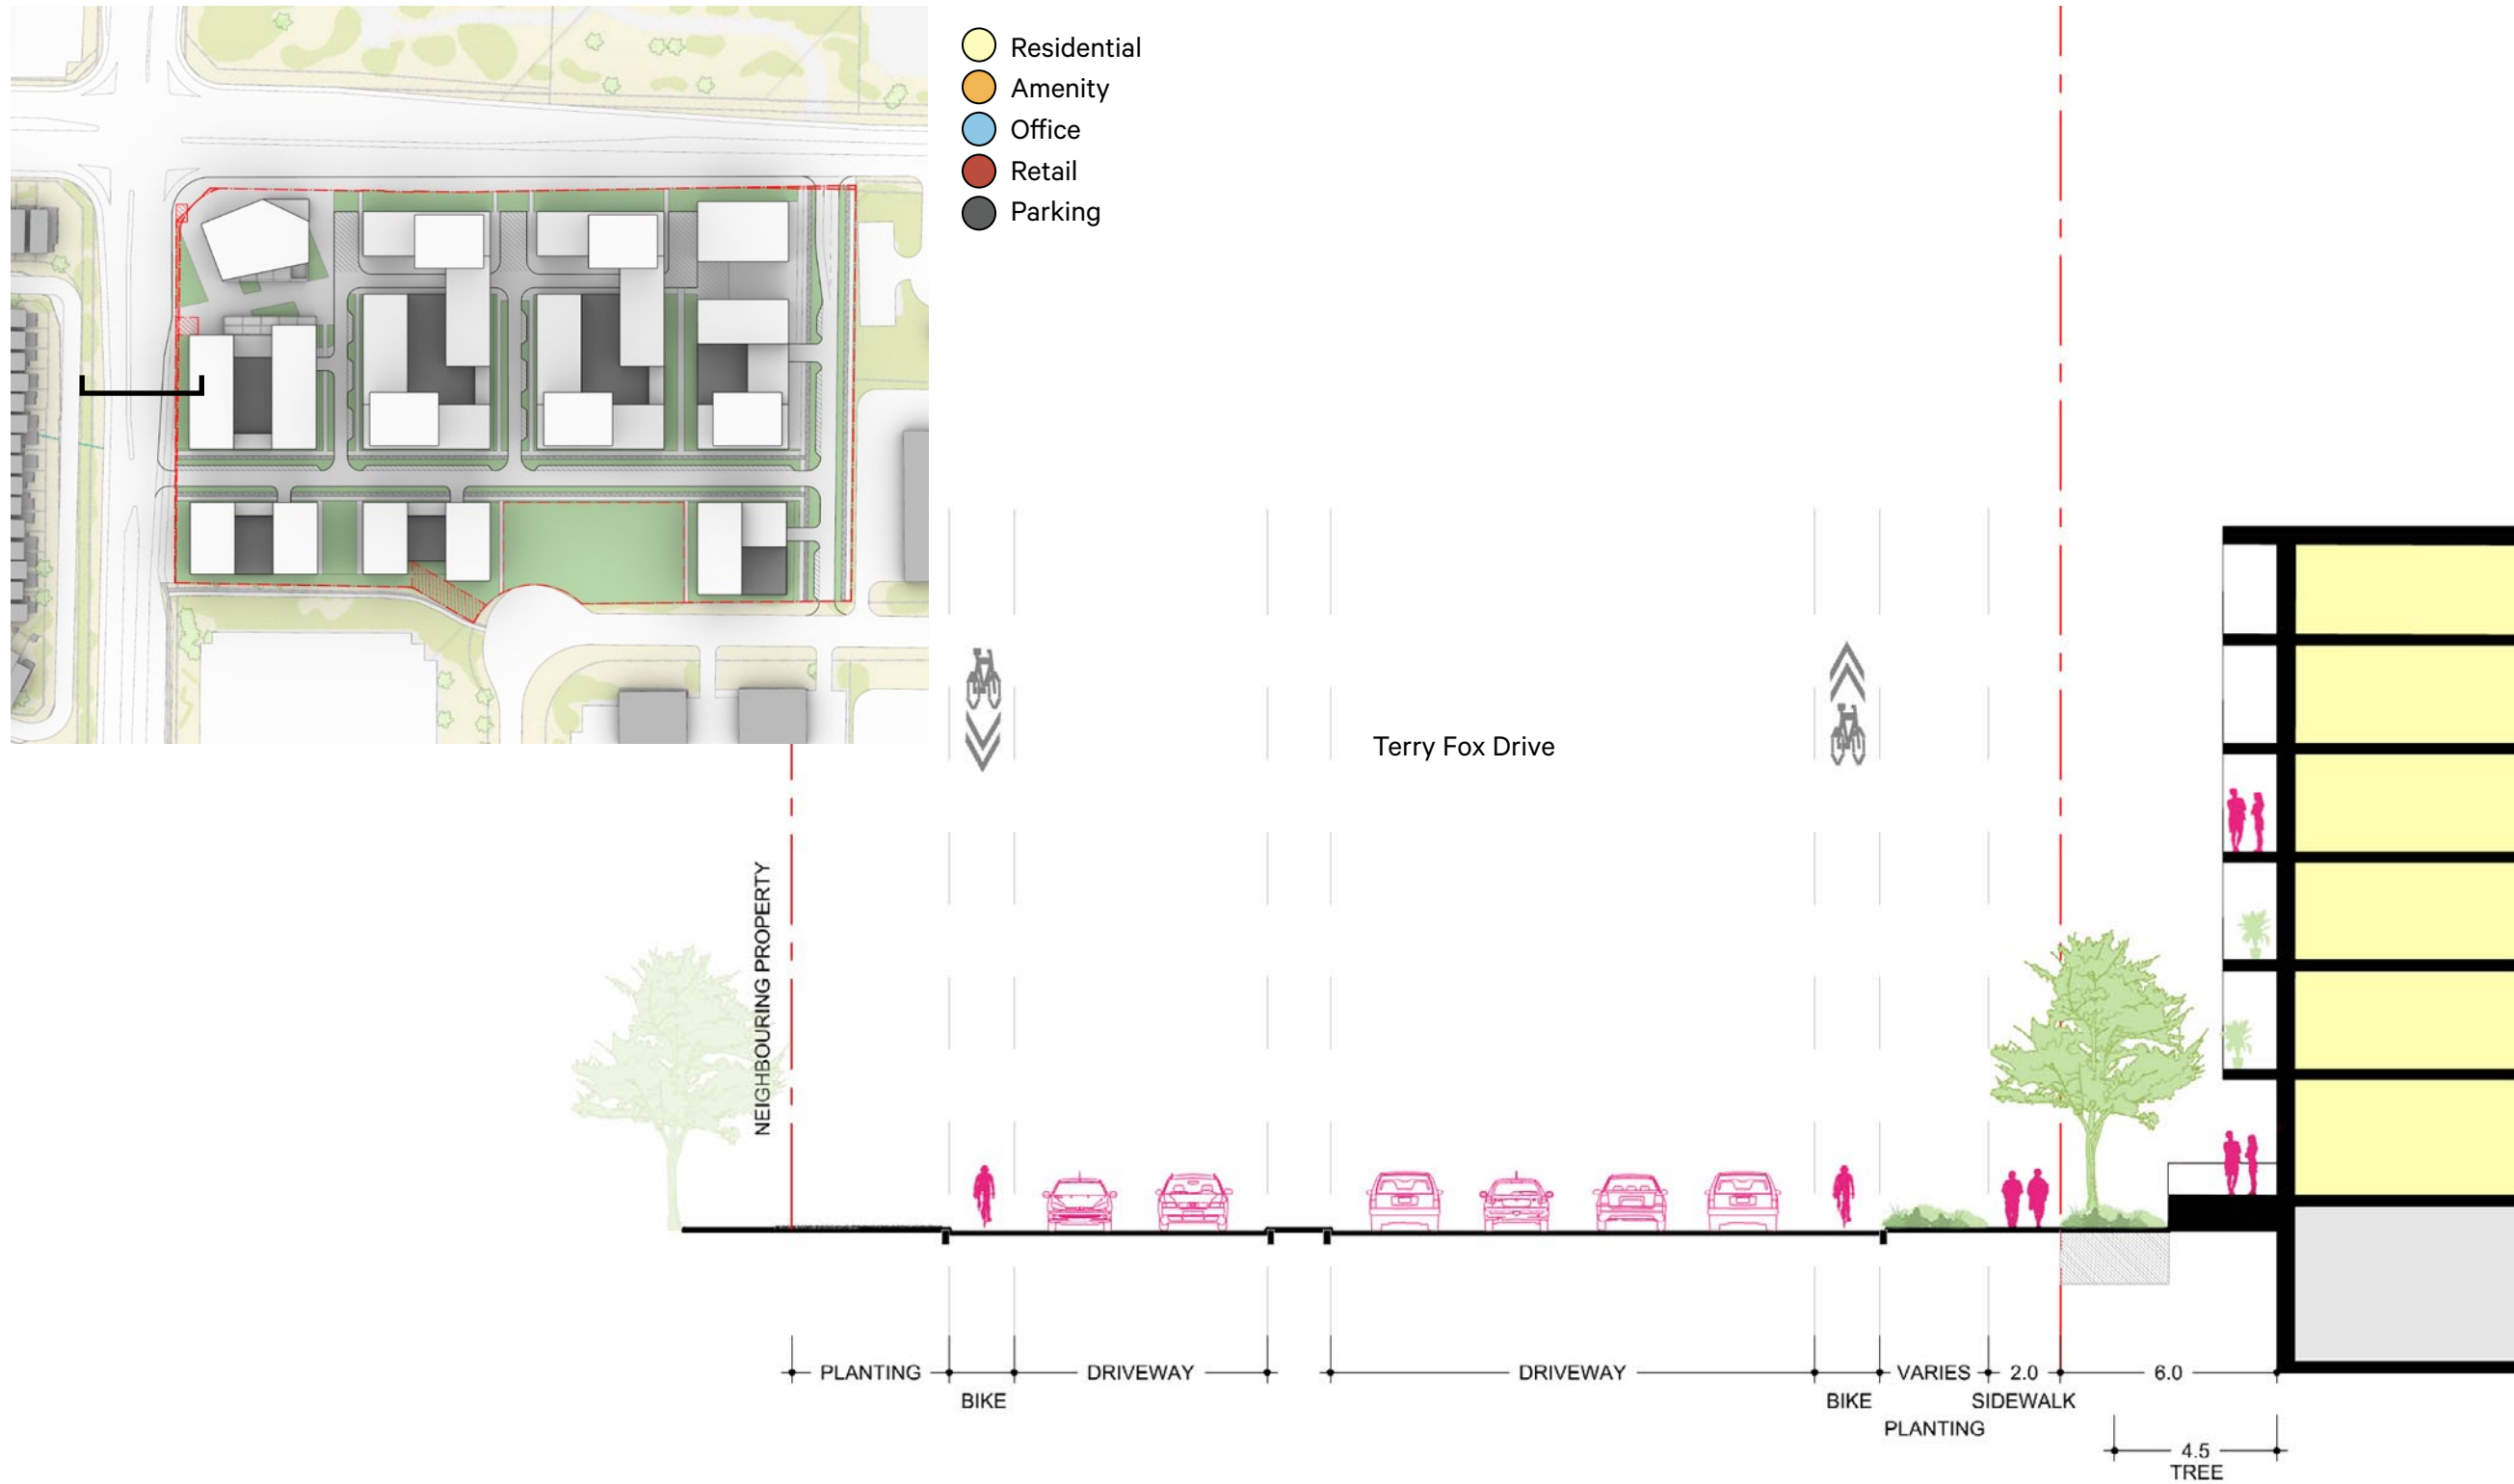 Residential
Amenity
Office
Retail
Parking
Terry Fox Drive
NEIGHBOURING PROPERTY
PLANTING
BIKE
DRIVEWAY
DRIVEWAY
BIKE
VARIES
PLANTING
2.0
SIDEWALK
6.0
4.5
TREE